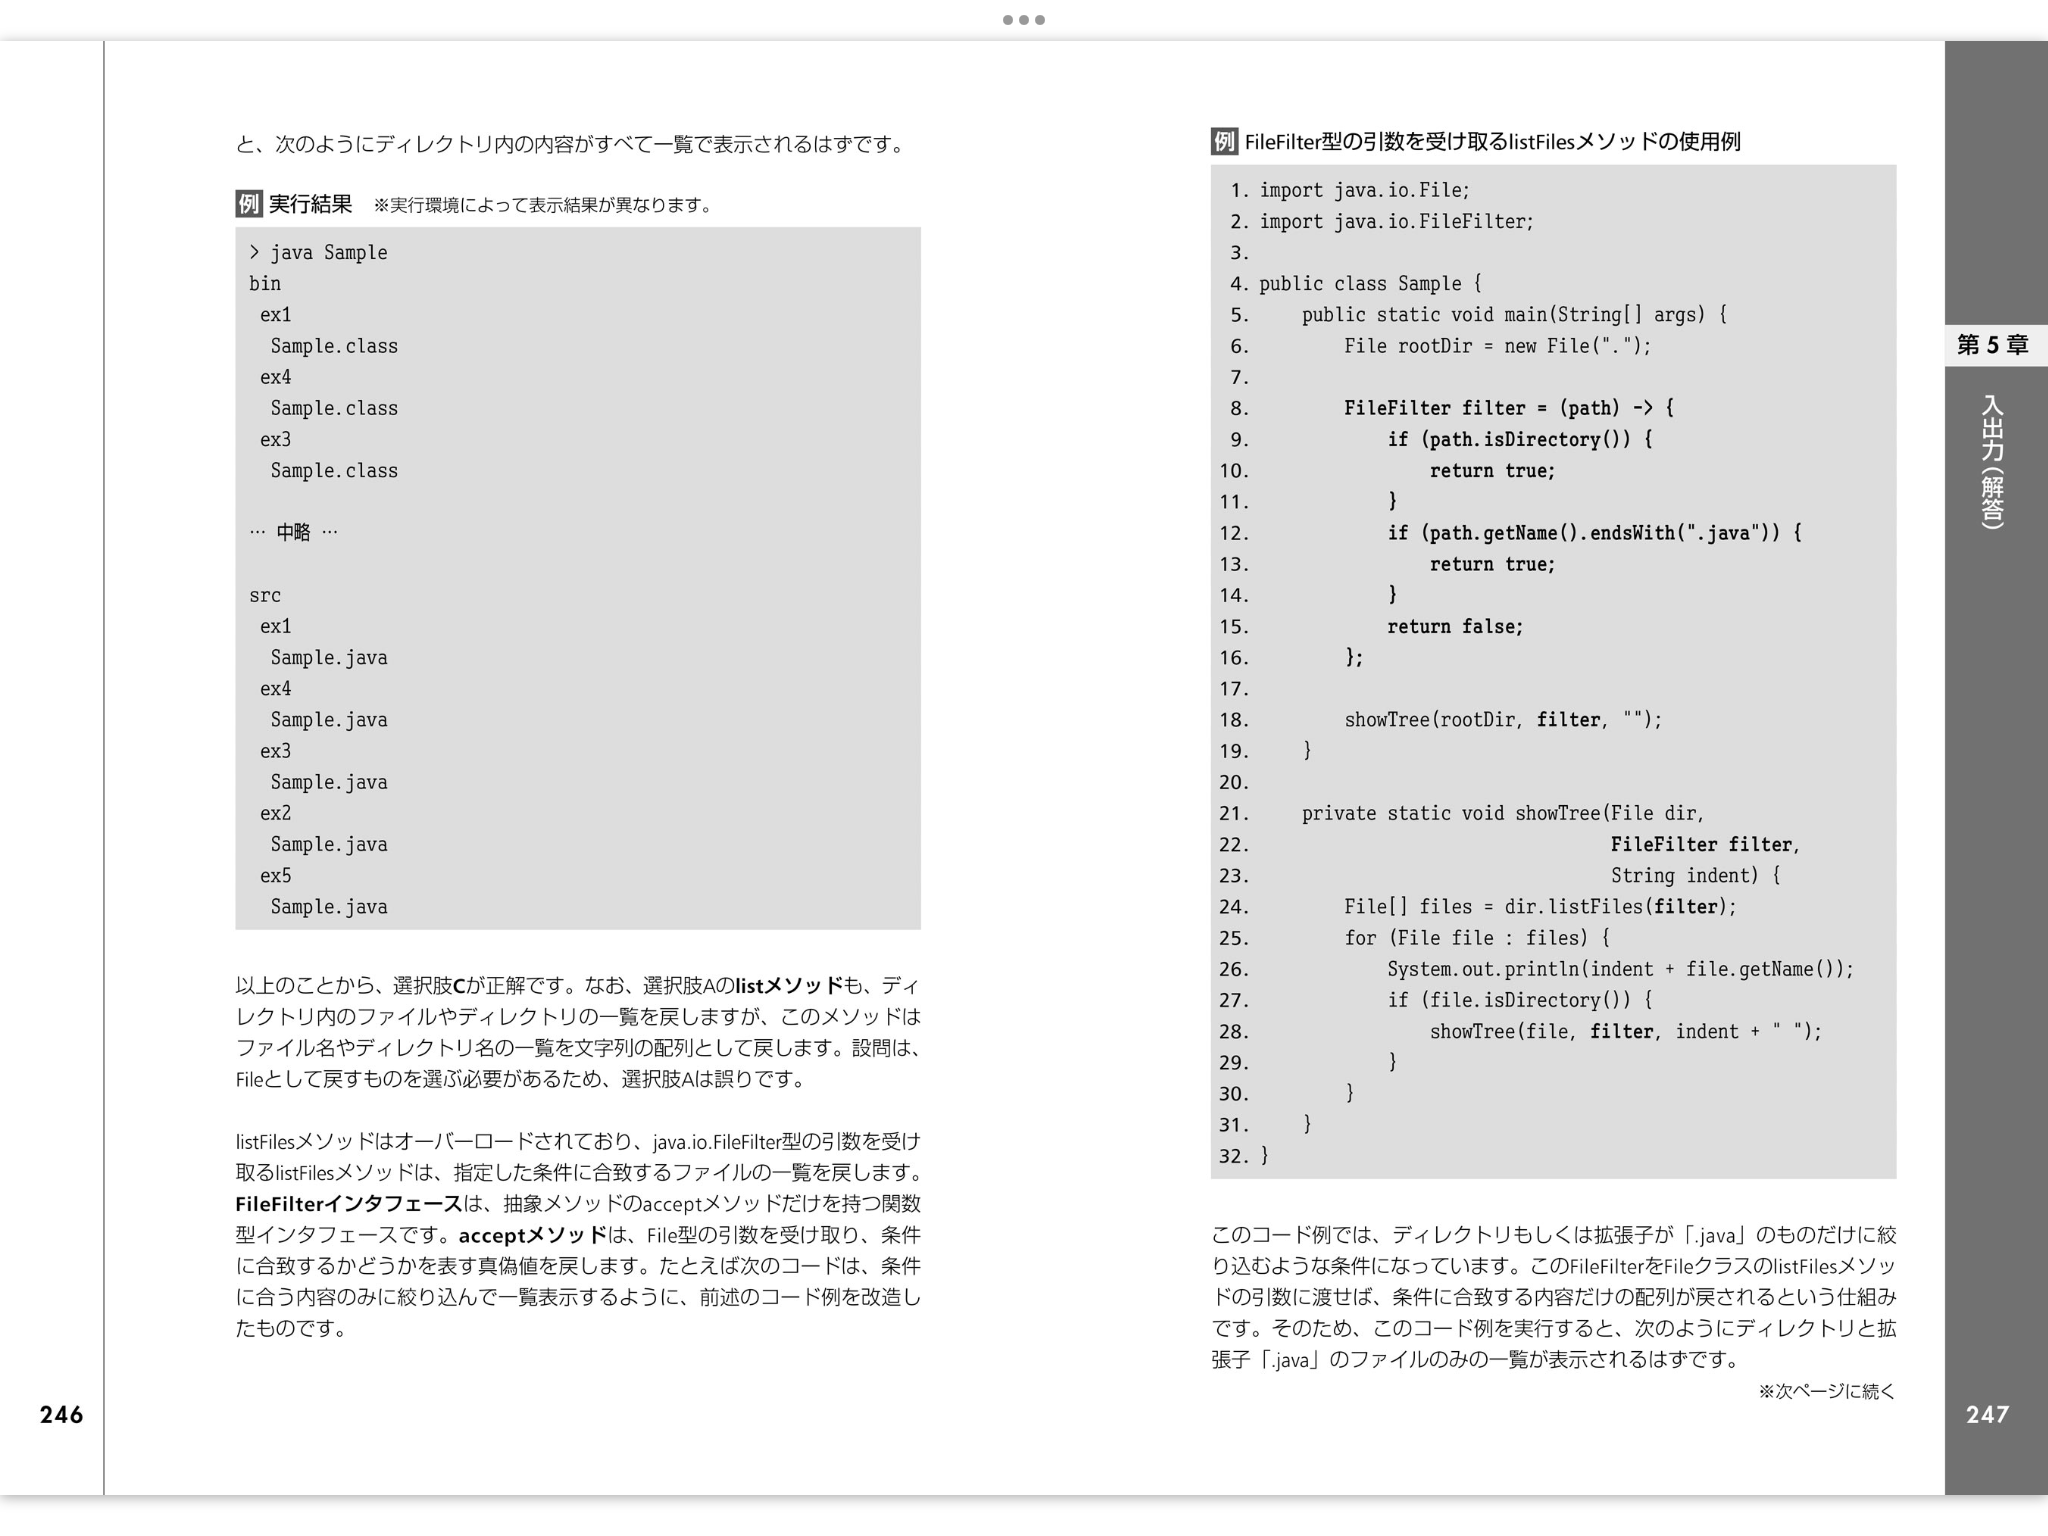 と、次のようにディレクトリ内の内容がすべて一覧で表示されるはずです。
例 実行結果 ※実行環境によって表示結果が異なります。
> java Sample
bin
 ex1
  Sample.class
 ex4
  Sample.class
 ex3
  Sample.class
… 中略 …
src
 ex1
  Sample.java
 ex4
  Sample.java
 ex3
  Sample.java
 ex2
  Sample.java
 ex5
  Sample.java
以上のことから、選択肢Cが正解です。なお、選択肢Aのlistメソッドも、ディ
レクトリ内のファイルやディレクトリの一覧を戻しますが、このメソッドは
ファイル名やディレクトリ名の一覧を文字列の配列として戻します。設問は、
Fileとして戻すものを選ぶ必要があるため、選択肢Aは誤りです。
listFilesメソッドはオーバーロードされており、java.io.FileFilter型の引数を受け
取るlistFilesメソッドは、指定した条件に合致するファイルの一覧を戻します。
FileFilterインタフェースは、抽象メソッドのacceptメソッドだけを持つ関数
型インタフェースです。acceptメソッドは、File型の引数を受け取り、条件
に合致するかどうかを表す真偽値を戻します。たとえば次のコードは、条件
に合う内容のみに絞り込んで一覧表示するように、前述のコード例を改造し
たものです。
246
例 FileFilter型の引数を受け取るlistFilesメソッドの使用例
1. import java.io.File;
2. import java.io.FileFilter;
3.
4. public class Sample {
5.     public static void main(String[] args) {
6.         File rootDir = new File(".");
7.
8.         FileFilter filter = (path) -> {
9.             if (path.isDirectory()) {
10.                 return true;
11.             }
12.             if (path.getName().endsWith(".java")) {
13.                 return true;
14.             }
15.             return false;
16.         };
17.
18.         showTree(rootDir, filter, "");
19.     }
20.
21.     private static void showTree(File dir,
22.                                  FileFilter filter,
23.                                  String indent) {
24.         File[] files = dir.listFiles(filter);
25.         for (File file : files) {
26.             System.out.println(indent + file.getName());
27.             if (file.isDirectory()) {
28.                 showTree(file, filter, indent + " ");
29.             }
30.         }
31.     }
32. }
このコード例では、ディレクトリもしくは拡張子が「.java」のものだけに絞
り込むような条件になっています。このFileFilterをFileクラスのlistFilesメソッ
ドの引数に渡せば、条件に合致する内容だけの配列が戻されるという仕組み
です。そのため、このコード例を実行すると、次のようにディレクトリと拡
張子「.java」のファイルのみの一覧が表示されるはずです。
※次ページに続く
第 5 章
入出力（解答）
247